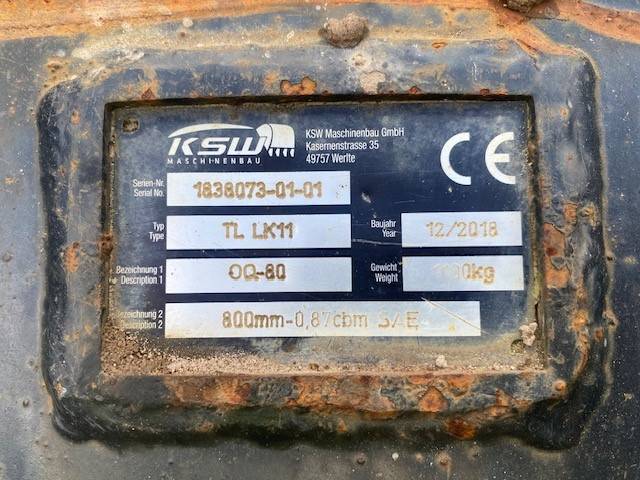 KSW
MASCHINENBAU
KSW Maschinenbau GmbH
Kasernenstrasse 35
49757 Werlte
CE
Serien-Nr.
Serial No.
1838073-01-01
Typ
Type
TL LK11
Baujahr
Year
12/2018
Bezeichnung 1
Description 1
OQ-80
Gewicht
Weight
Bezeichnung 2
Description 2
800mm-0,87cbm SAE